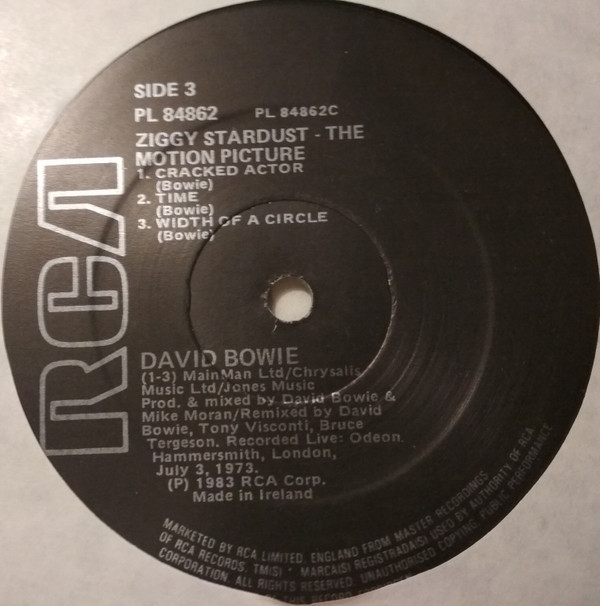 SIDE 3
PL 84862 PL 84862C
ZIGGY STARDUST - THE
MOTION PICTURE
1. CRACKED ACTOR
(Bowie)
2. TIME
(Bowie)
3. WIDTH OF A CIRCLE
(Bowie)
RCA
DAVID BOWIE
(1-3) MainMan Ltd/Chrysalis
Music Ltd/Jones Music
Prod. & mixed by David Bowie &
Mike Moran/Remixed by David
Bowie, Tony Visconti, Bruce
Tergeson. Recorded Live: Odeon,
Hammersmith, London,
July 3, 1973.
(P) 1983 RCA Corp.
Made in Ireland
MARKETED BY RCA LIMITED, ENGLAND FROM MASTER RECORDINGS
OF RCA RECORDS. TM(S) • MARCA(S) REGISTRADA(S) USED BY AUTHORITY OF RCA
CORPORATION. ALL RIGHTS RESERVED. UNAUTHORISED COPYING, PUBLIC PERFORMANCE
THIS RECORD